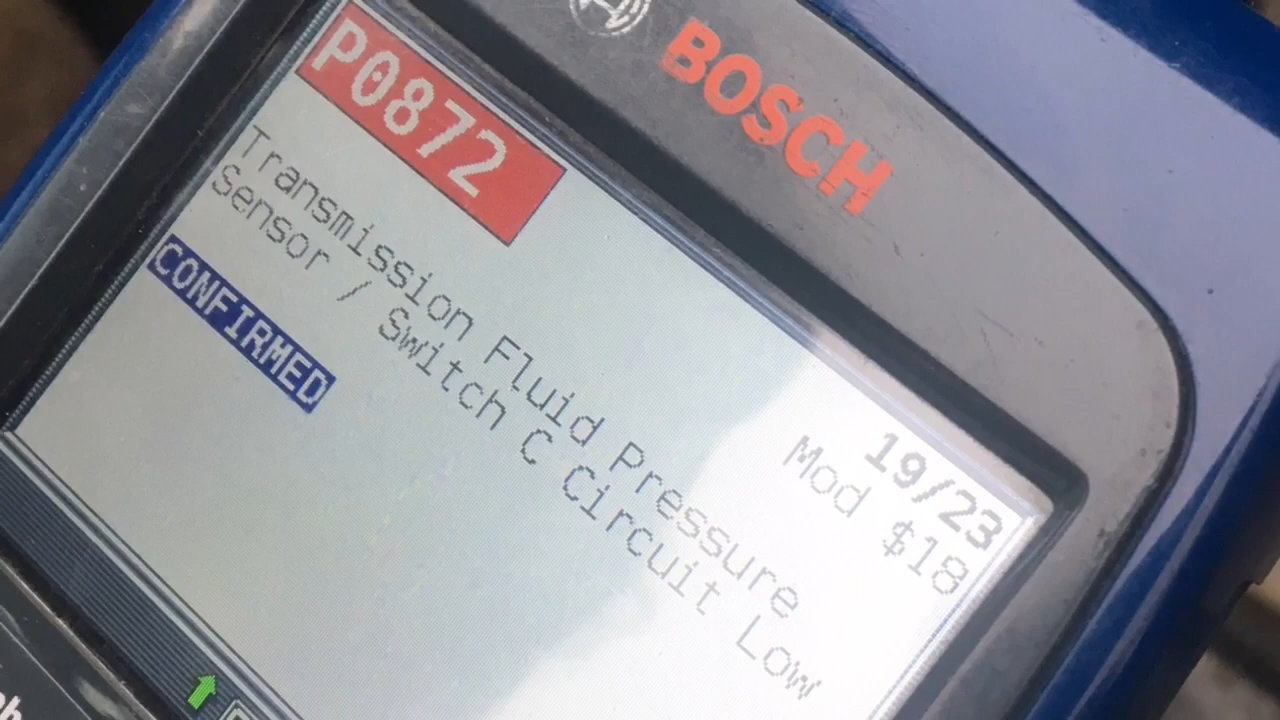 BOSCH
P0872
Transmission Fluid Pressure
Sensor / Switch C Circuit Low
CONFIRMED
19/23
Mod $18